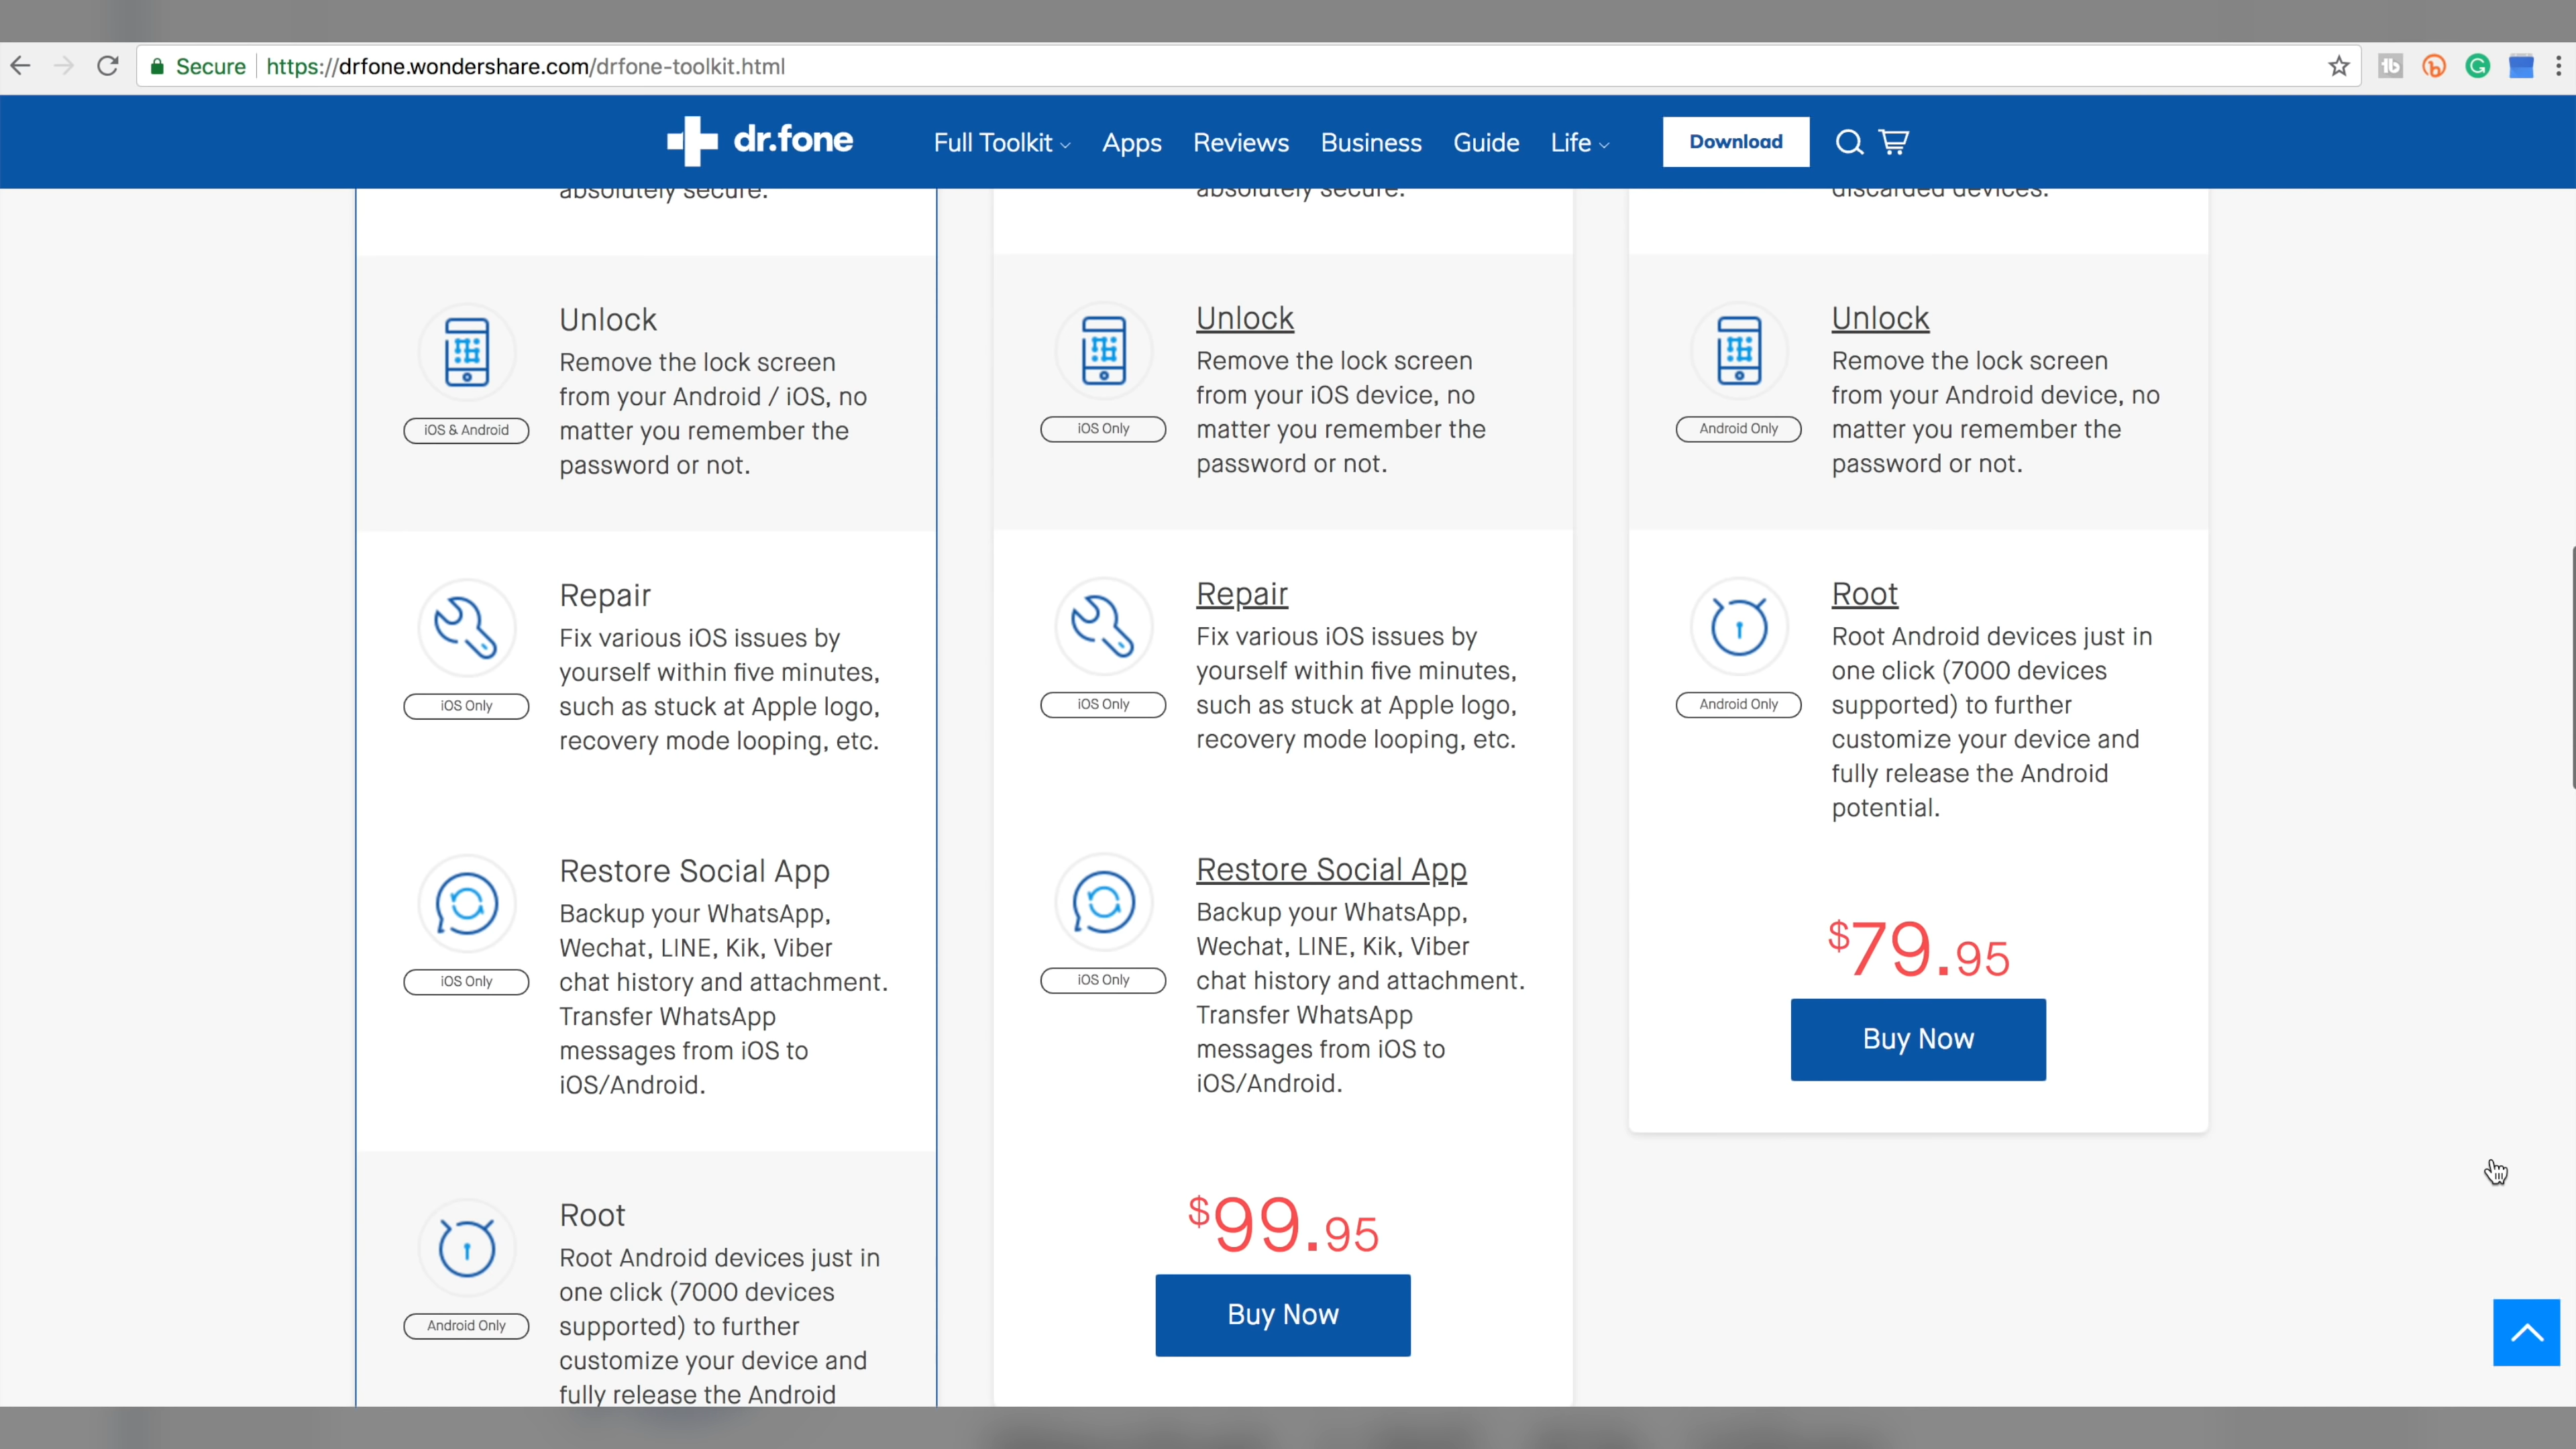 Secure
https://drfone.wondershare.com/drfone-toolkit.html
dr.fone
Full Toolkit
Apps
Reviews
Business
Guide
Life
Download
absolutely secure.
Unlock
Remove the lock screen
from your Android / iOS, no
matter you remember the
password or not.
iOS & Android
Repair
Fix various iOS issues by
yourself within five minutes,
such as stuck at Apple logo,
recovery mode looping, etc.
iOS Only
Restore Social App
Backup your WhatsApp,
Wechat, LINE, Kik, Viber
chat history and attachment.
Transfer WhatsApp
messages from iOS to
iOS/Android.
iOS Only
Root
Root Android devices just in
one click (7000 devices
supported) to further
customize your device and
fully release the Android
Android Only
absolutely secure.
Unlock
Remove the lock screen
from your iOS device, no
matter you remember the
password or not.
iOS Only
Repair
Fix various iOS issues by
yourself within five minutes,
such as stuck at Apple logo,
recovery mode looping, etc.
iOS Only
Restore Social App
Backup your WhatsApp,
Wechat, LINE, Kik, Viber
chat history and attachment.
Transfer WhatsApp
messages from iOS to
iOS/Android.
iOS Only
$99.95
Buy Now
discarded devices.
Unlock
Remove the lock screen
from your Android device, no
matter you remember the
password or not.
Android Only
Root
Root Android devices just in
one click (7000 devices
supported) to further
customize your device and
fully release the Android
potential.
Android Only
$79.95
Buy Now